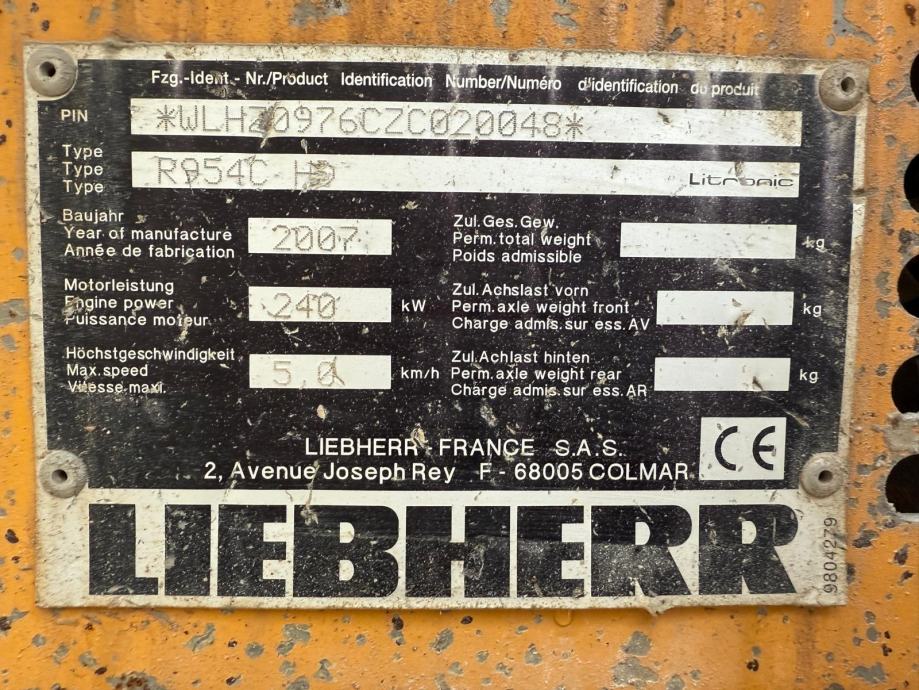 Fzg.-Ident.- Nr./Product Identification Number/Numéro d'identification du produit
PIN *WLHZ0976CZC020048*
Type
Type R954C HD Litronic
Type
Baujahr
Year of manufacture 2007
Année de fabrication
Zul. Ges. Gew.
Perm. total weight kg
Poids admissible
Motorleistung
Engine power 240 kW
Puissance moteur
Zul. Achslast vorn
Perm. axle weight front kg
Charge admis. sur ess. AV
Höchstgeschwindigkeit
Max. speed 5,0 km/h
Vitesse maxi.
Zul. Achlast hinten
Perm. axle weight rear kg
Charge admis. sur ess. AR
LIEBHERR - FRANCE S.A.S.
2, Avenue Joseph Rey F - 68005 COLMAR
CE
LIEBHERR
9804279